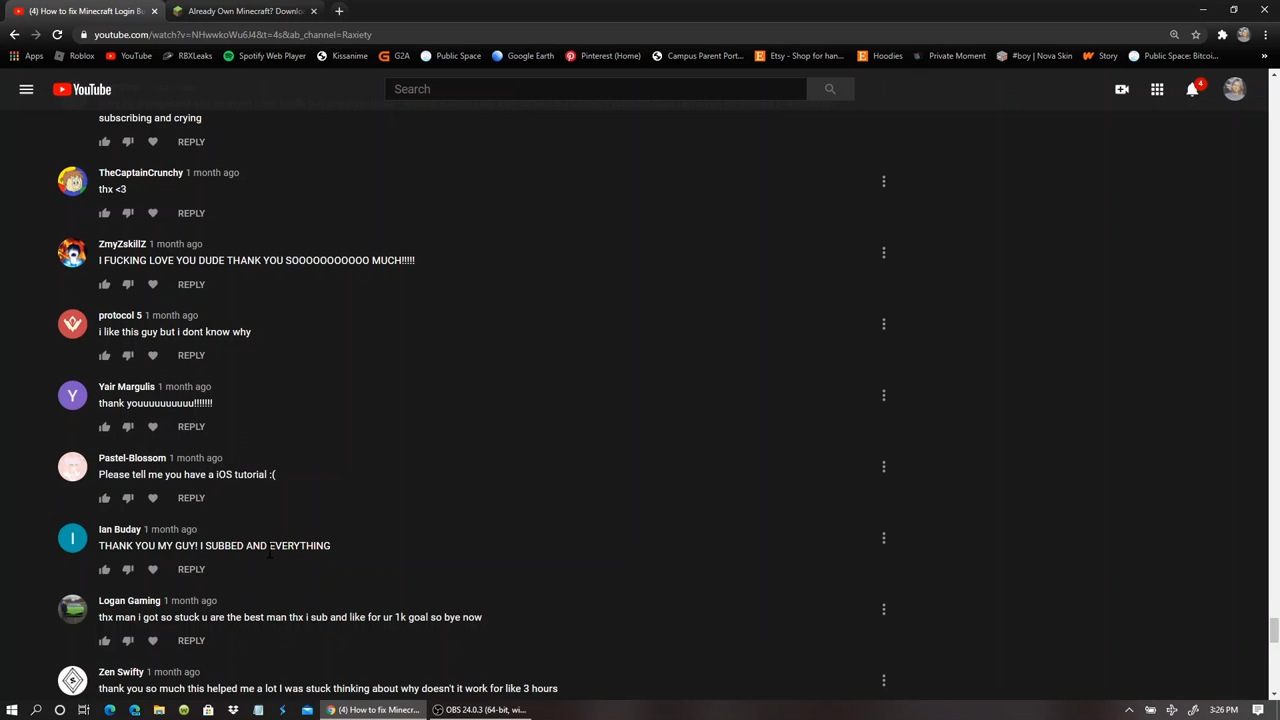 (4) How to fix Minecraft Login Bu
Already Own Minecraft? Downlo
youtube.com/watch?v=NHwwkoWu6J4&t=4s&ab_channel=Raxiety
Apps
Roblox
YouTube
RBXLeaks
Spotify Web Player
Kissanime
G2A
Public Space
Google Earth
Pinterest (Home)
Campus Parent Port...
Etsy - Shop for han...
Hoodies
Private Moment
#boy | Nova Skin
Story
Public Space: Bitcoi...
YouTube
Search
4
subscribing and crying
REPLY
TheCaptainCrunchy 1 month ago
thx <3
REPLY
ZmyZskillZ 1 month ago
I FUCKING LOVE YOU DUDE THANK YOU SOOOOOOOOOOO MUCH!!!!!
REPLY
protocol 5 1 month ago
i like this guy but i dont know why
REPLY
Y
Yair Margulis 1 month ago
thank youuuuuuuuuu!!!!!!!
REPLY
Pastel-Blossom 1 month ago
Please tell me you have a iOS tutorial :(
REPLY
I
Ian Buday 1 month ago
THANK YOU MY GUY! I SUBBED AND EVERYTHING
REPLY
Logan Gaming 1 month ago
thx man i got so stuck u are the best man thx i sub and like for ur 1k goal so bye now
REPLY
Zen Swifty 1 month ago
thank you so much this helped me a lot I was stuck thinking about why doesn't it work for like 3 hours
(4) How to fix Minecr...
OBS 24.0.3 (64-bit, wi...
3:26 PM